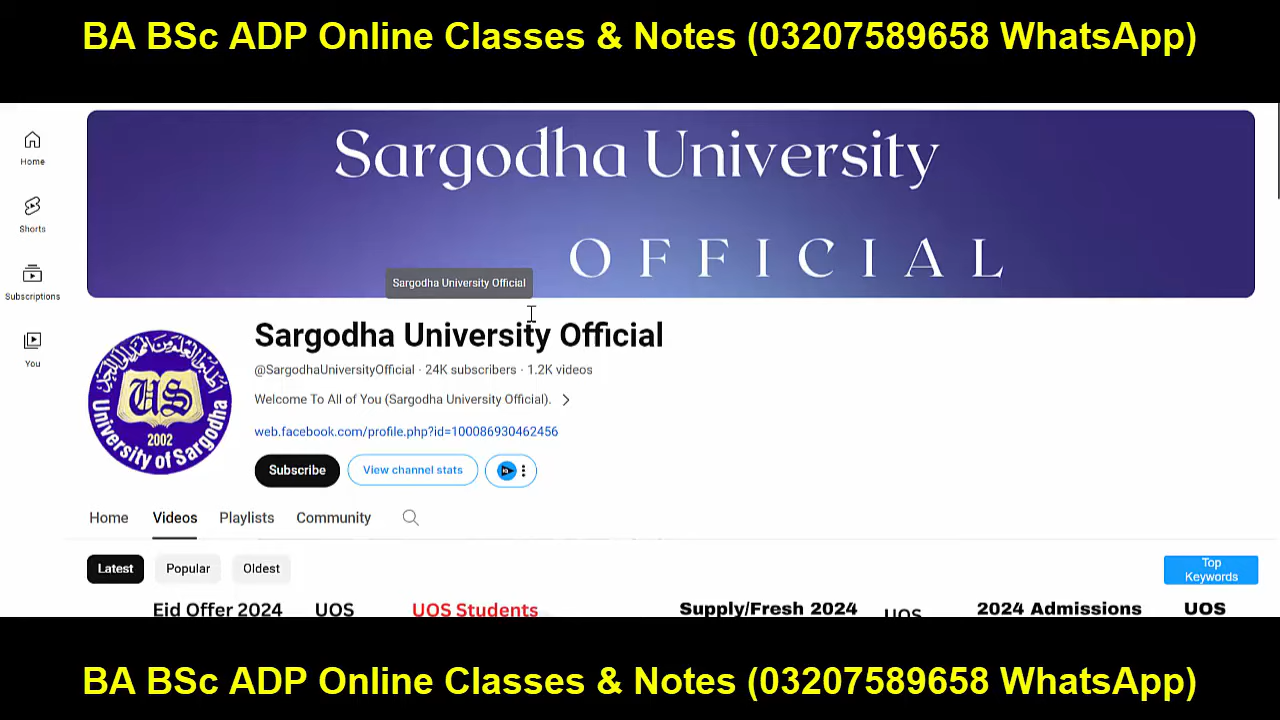 BA BSc ADP Online Classes & Notes (03207589658 WhatsApp)
Sargodha University
OFFICIAL
Home
Shorts
Subscriptions
You
Sargodha University Official
Sargodha University Official
@SargodhaUniversityOfficial · 24K subscribers · 1.2K videos
Welcome To All of You (Sargodha University Official).
web.facebook.com/profile.php?id=100086930462456
Subscribe
View channel stats
US
2002
University of Sargodha
Home Videos Playlists Community
Latest Popular Oldest
Top
Keywords
Eid Offer 2024 UOS UOS Students Supply/Fresh 2024 UOS 2024 Admissions UOS
BA BSc ADP Online Classes & Notes (03207589658 WhatsApp)